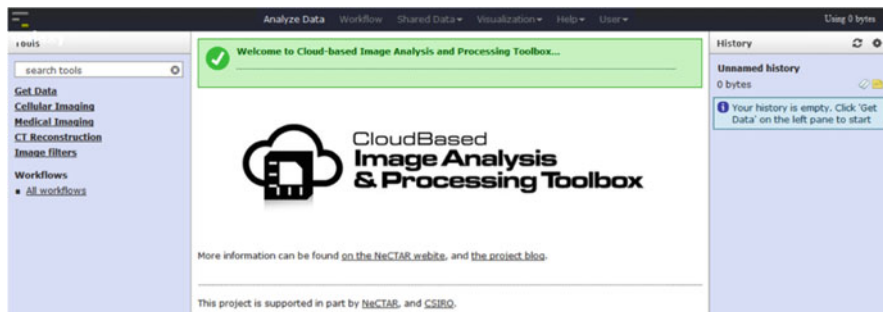 Analyze Data Workflow Shared Data Visualization Help User Using 0 bytes
Tools
search tools
Get Data
Cellular Imaging
Medical Imaging
CT Reconstruction
Image filters
Workflows
All workflows
Welcome to Cloud-based Image Analysis and Processing Toolbox...
CloudBased
Image Analysis
& Processing Toolbox
More information can be found on the NeCTAR webite, and the project blog.
This project is supported in part by NeCTAR, and CSIRO.
History
Unnamed history
0 bytes
Your history is empty. Click 'Get
Data' on the left pane to start